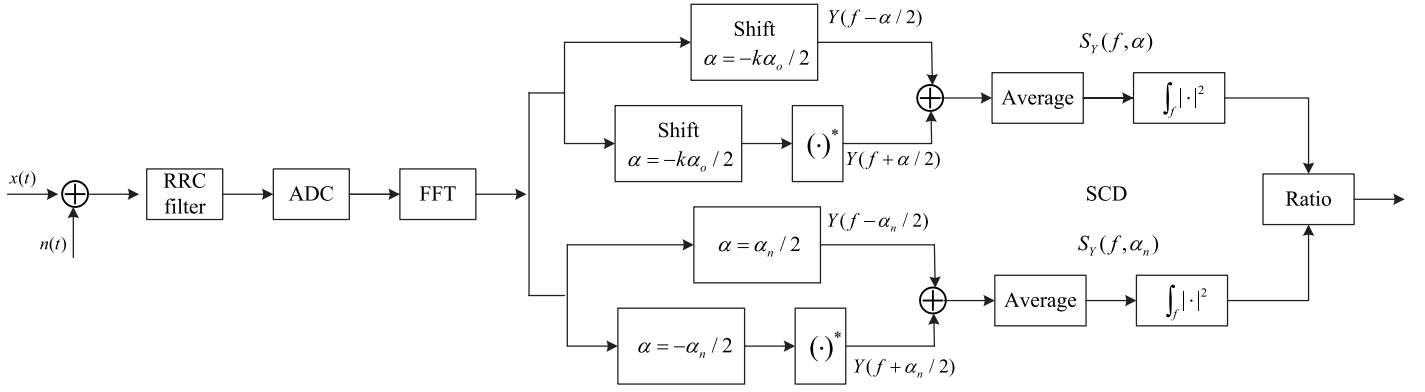 x(t)
n(t)
RRC
filter
ADC
FFT
Shift
α = −kα_o / 2
Y(f − α / 2)
Shift
α = −kα_o / 2
(·)*
Y(f + α / 2)
Average
S_Y(f, α)
∫_f |·|²
α = α_n / 2
Y(f − α_n / 2)
α = −α_n / 2
(·)*
Y(f + α_n / 2)
Average
SCD
S_Y(f, α_n)
∫_f |·|²
Ratio